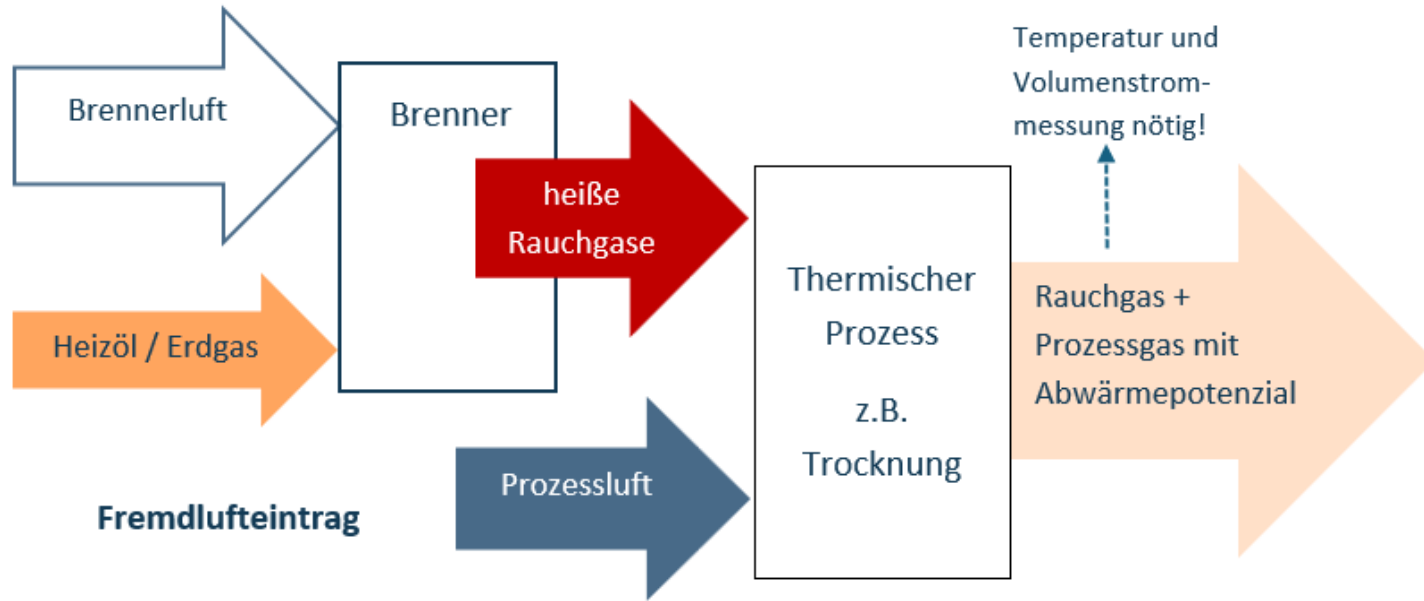 Brennerluft
Brenner
heiße
Rauchgase
Heizöl / Erdgas
Prozessluft
Fremdlufteintrag
Thermischer
Prozess
z.B.
Trocknung
Temperatur und
Volumenstrom-
messung nötig!
Rauchgas +
Prozessgas mit
Abwärmepotenzial